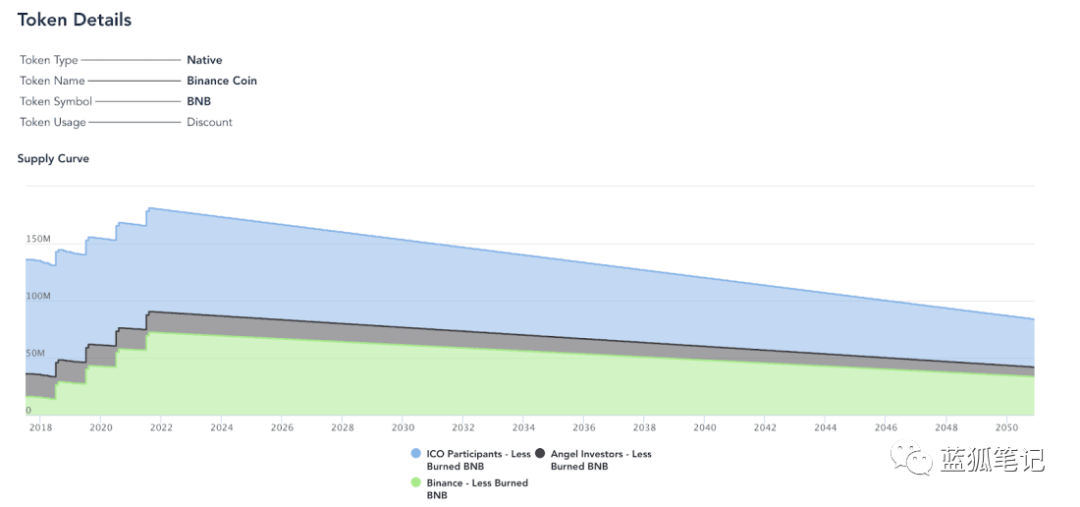 Token Details
Token Type Native
Token Name Binance Coin
Token Symbol BNB
Token Usage Discount
Supply Curve
150M
100M
50M
0
2018 2020 2022 2024 2026 2028 2030 2032 2034 2036 2038 2040 2042 2044 2046 2048 2050
ICO Participants - Less Burned BNB
Angel Investors - Less Burned BNB
Binance - Less Burned BNB
蓝狐笔记